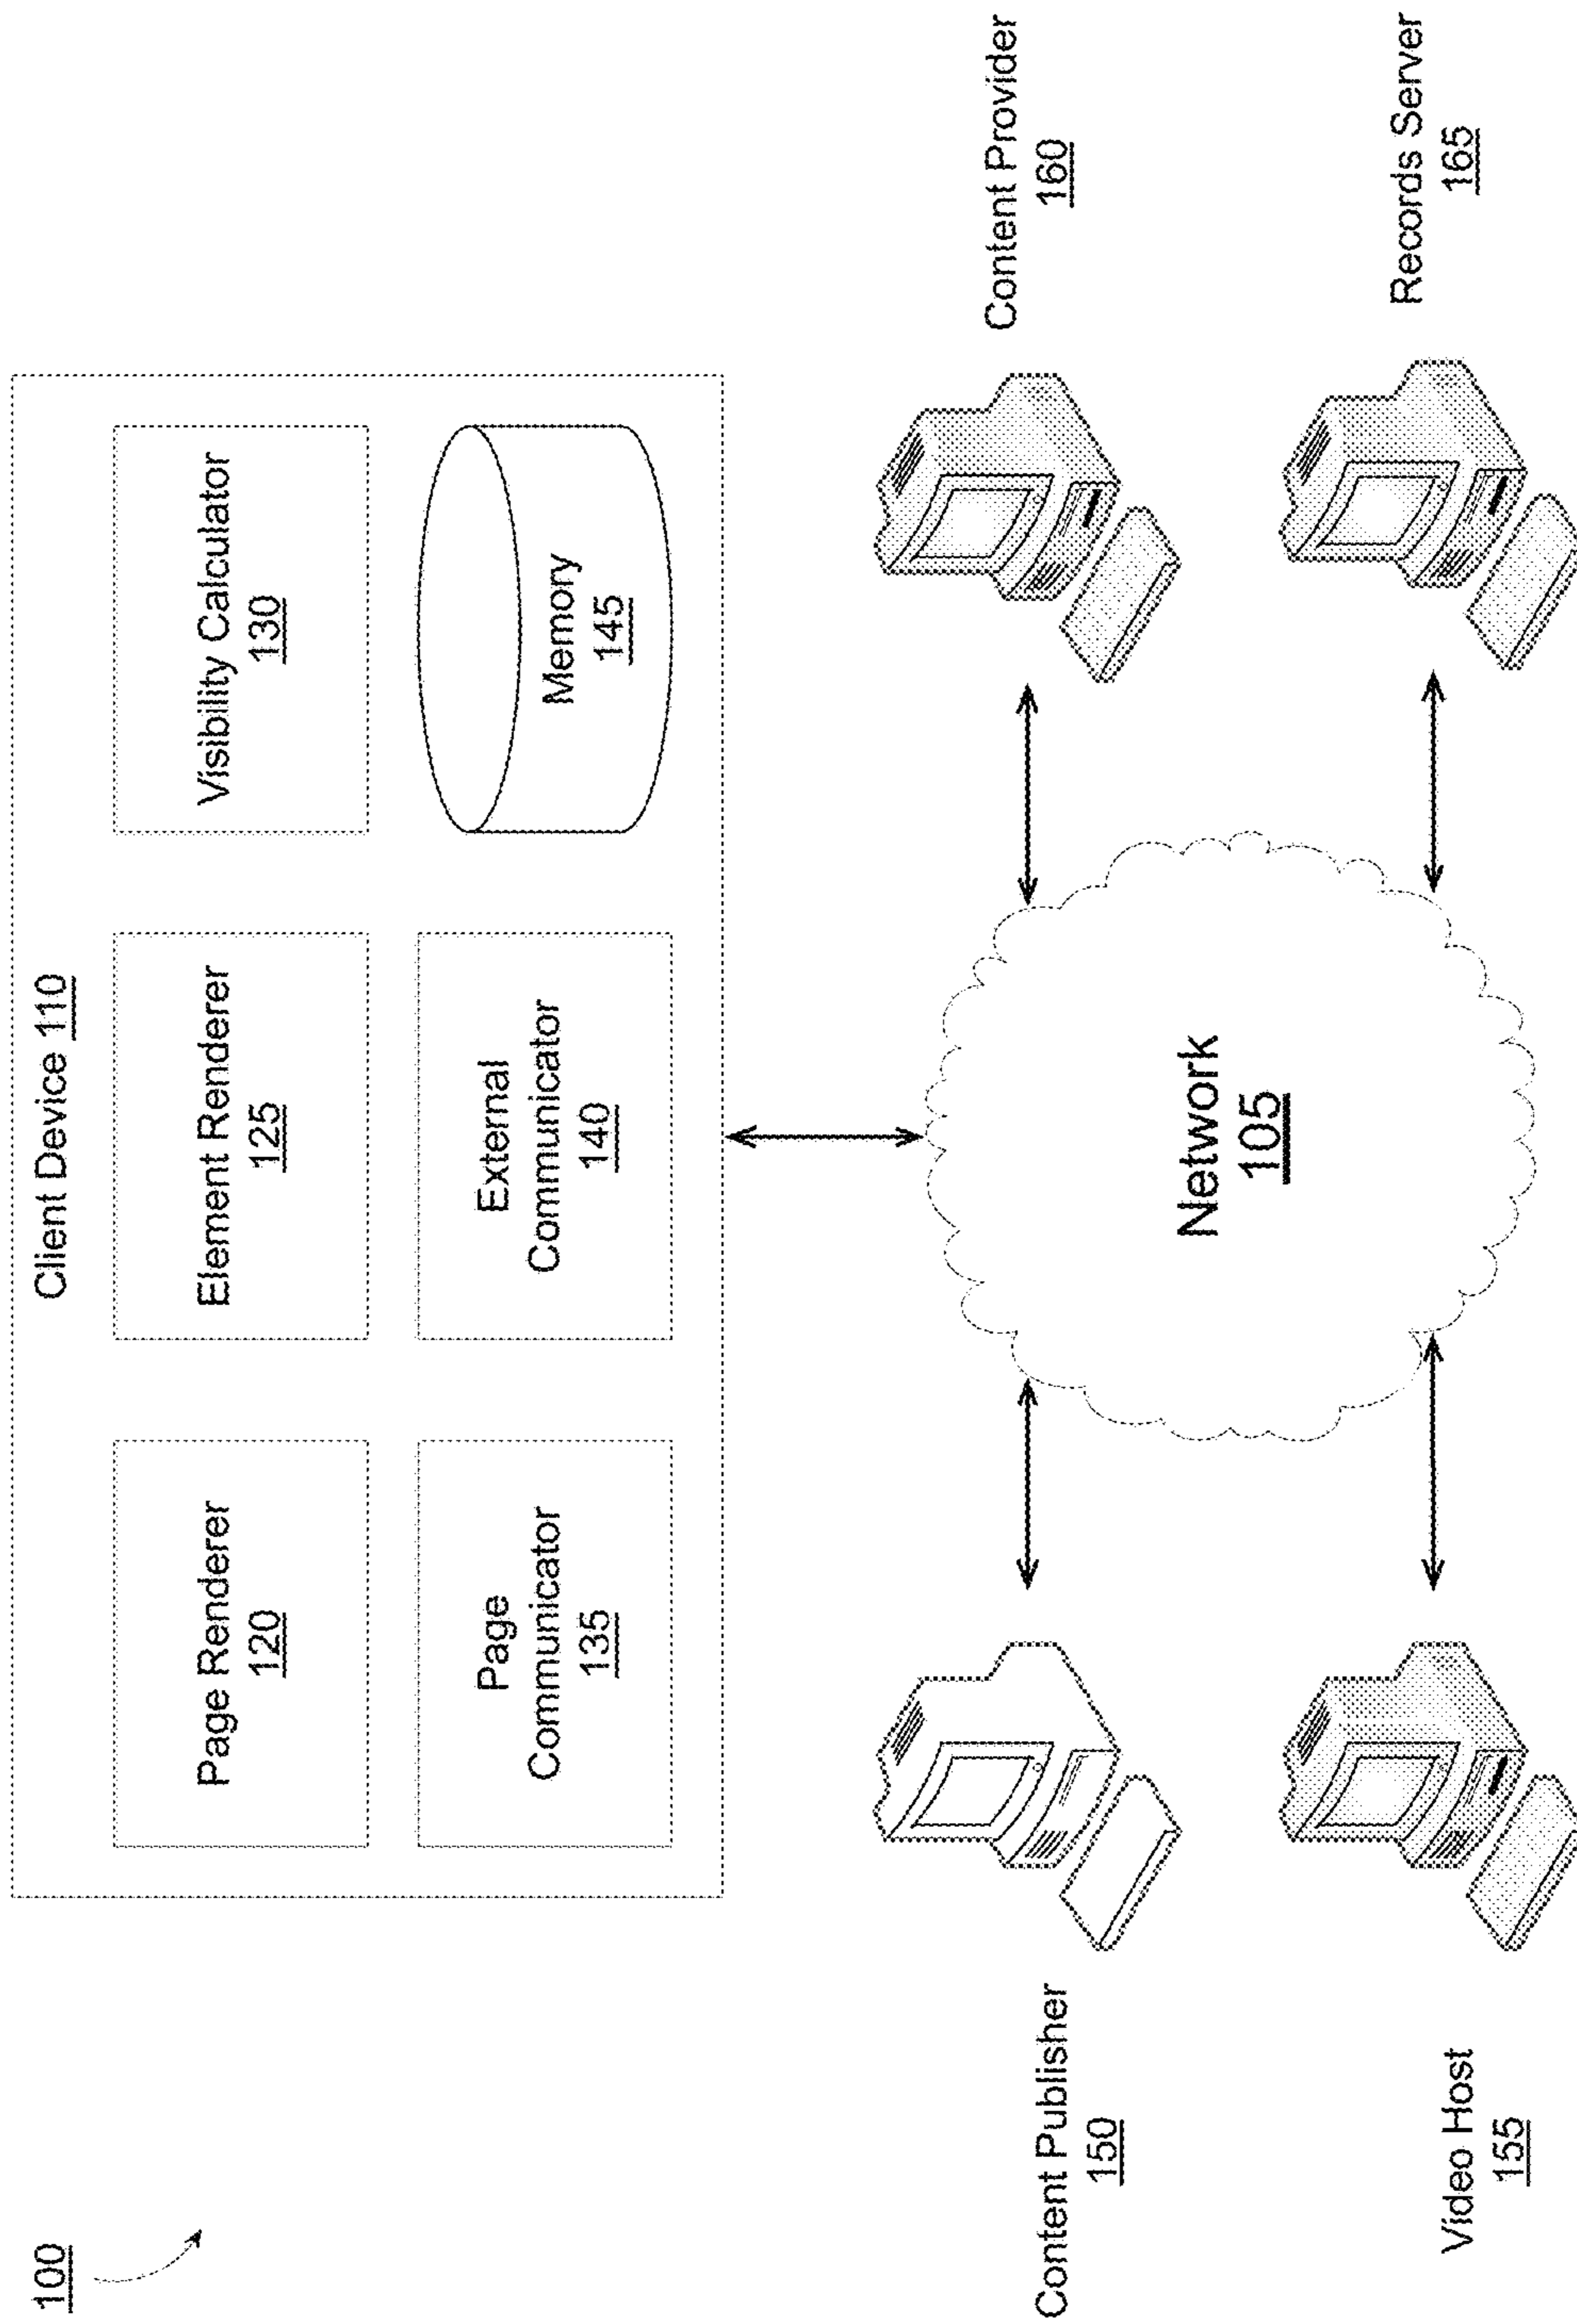 100
Client Device 110
Page Renderer
120
Element Renderer
125
Visibility Calculator
130
Page
Communicator
135
External
Communicator
140
Memory
145
Content Publisher
150
Network
105
Content Provider
160
Video Host
155
Records Server
165